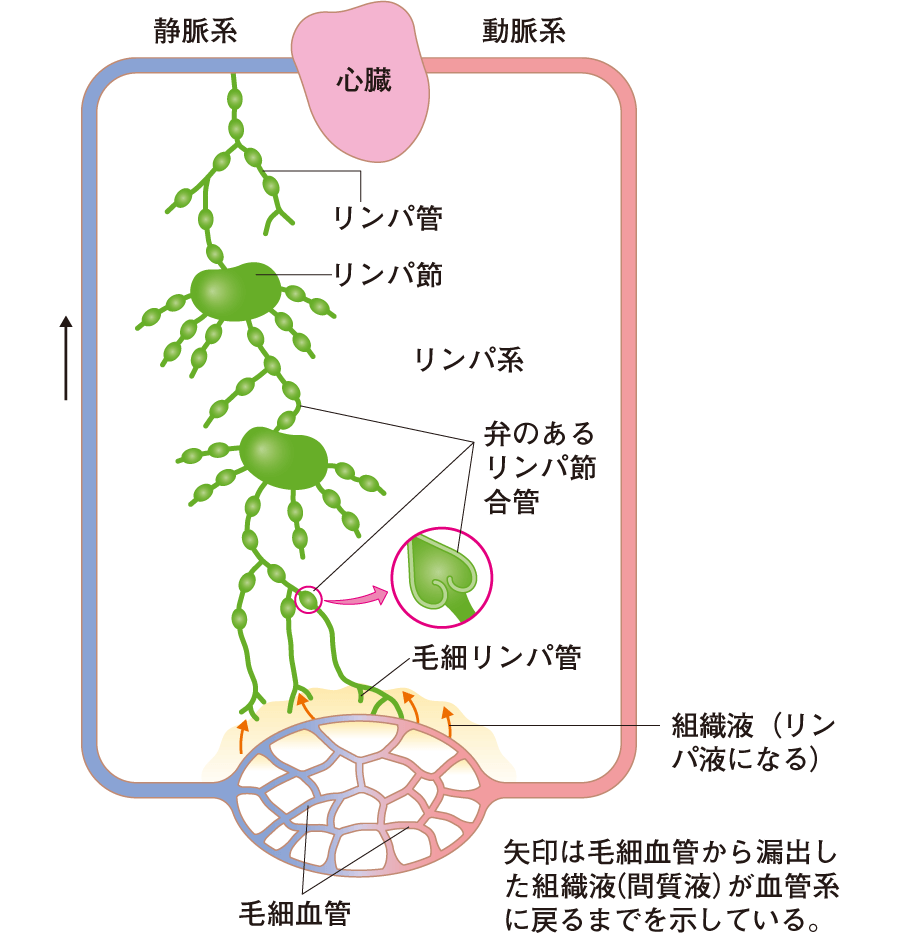 静脈系
動脈系
心臓
リンパ管
リンパ節
リンパ系
弁のある
リンパ節
合管
毛細リンパ管
組織液（リン
パ液になる）
毛細血管
矢印は毛細血管から漏出し
た組織液(間質液)が血管系
に戻るまでを示している。